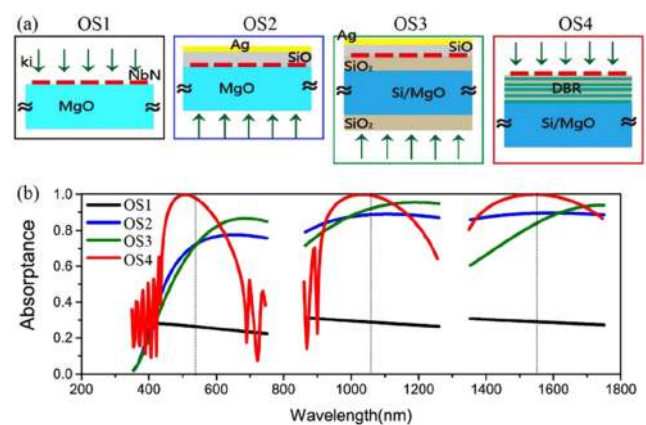 (a) OS1 OS2 OS3 OS4
ki
NbN
MgO
Ag
SiO
MgO
Ag
SiO
SiO₂
Si/MgO
SiO₂
DBR
Si/MgO
(b)
OS1
OS2
OS3
OS4
Absorptance
1.0
0.8
0.6
0.4
0.2
0.0
200 400 600 800 1000 1200 1400 1600 1800
Wavelength(nm)